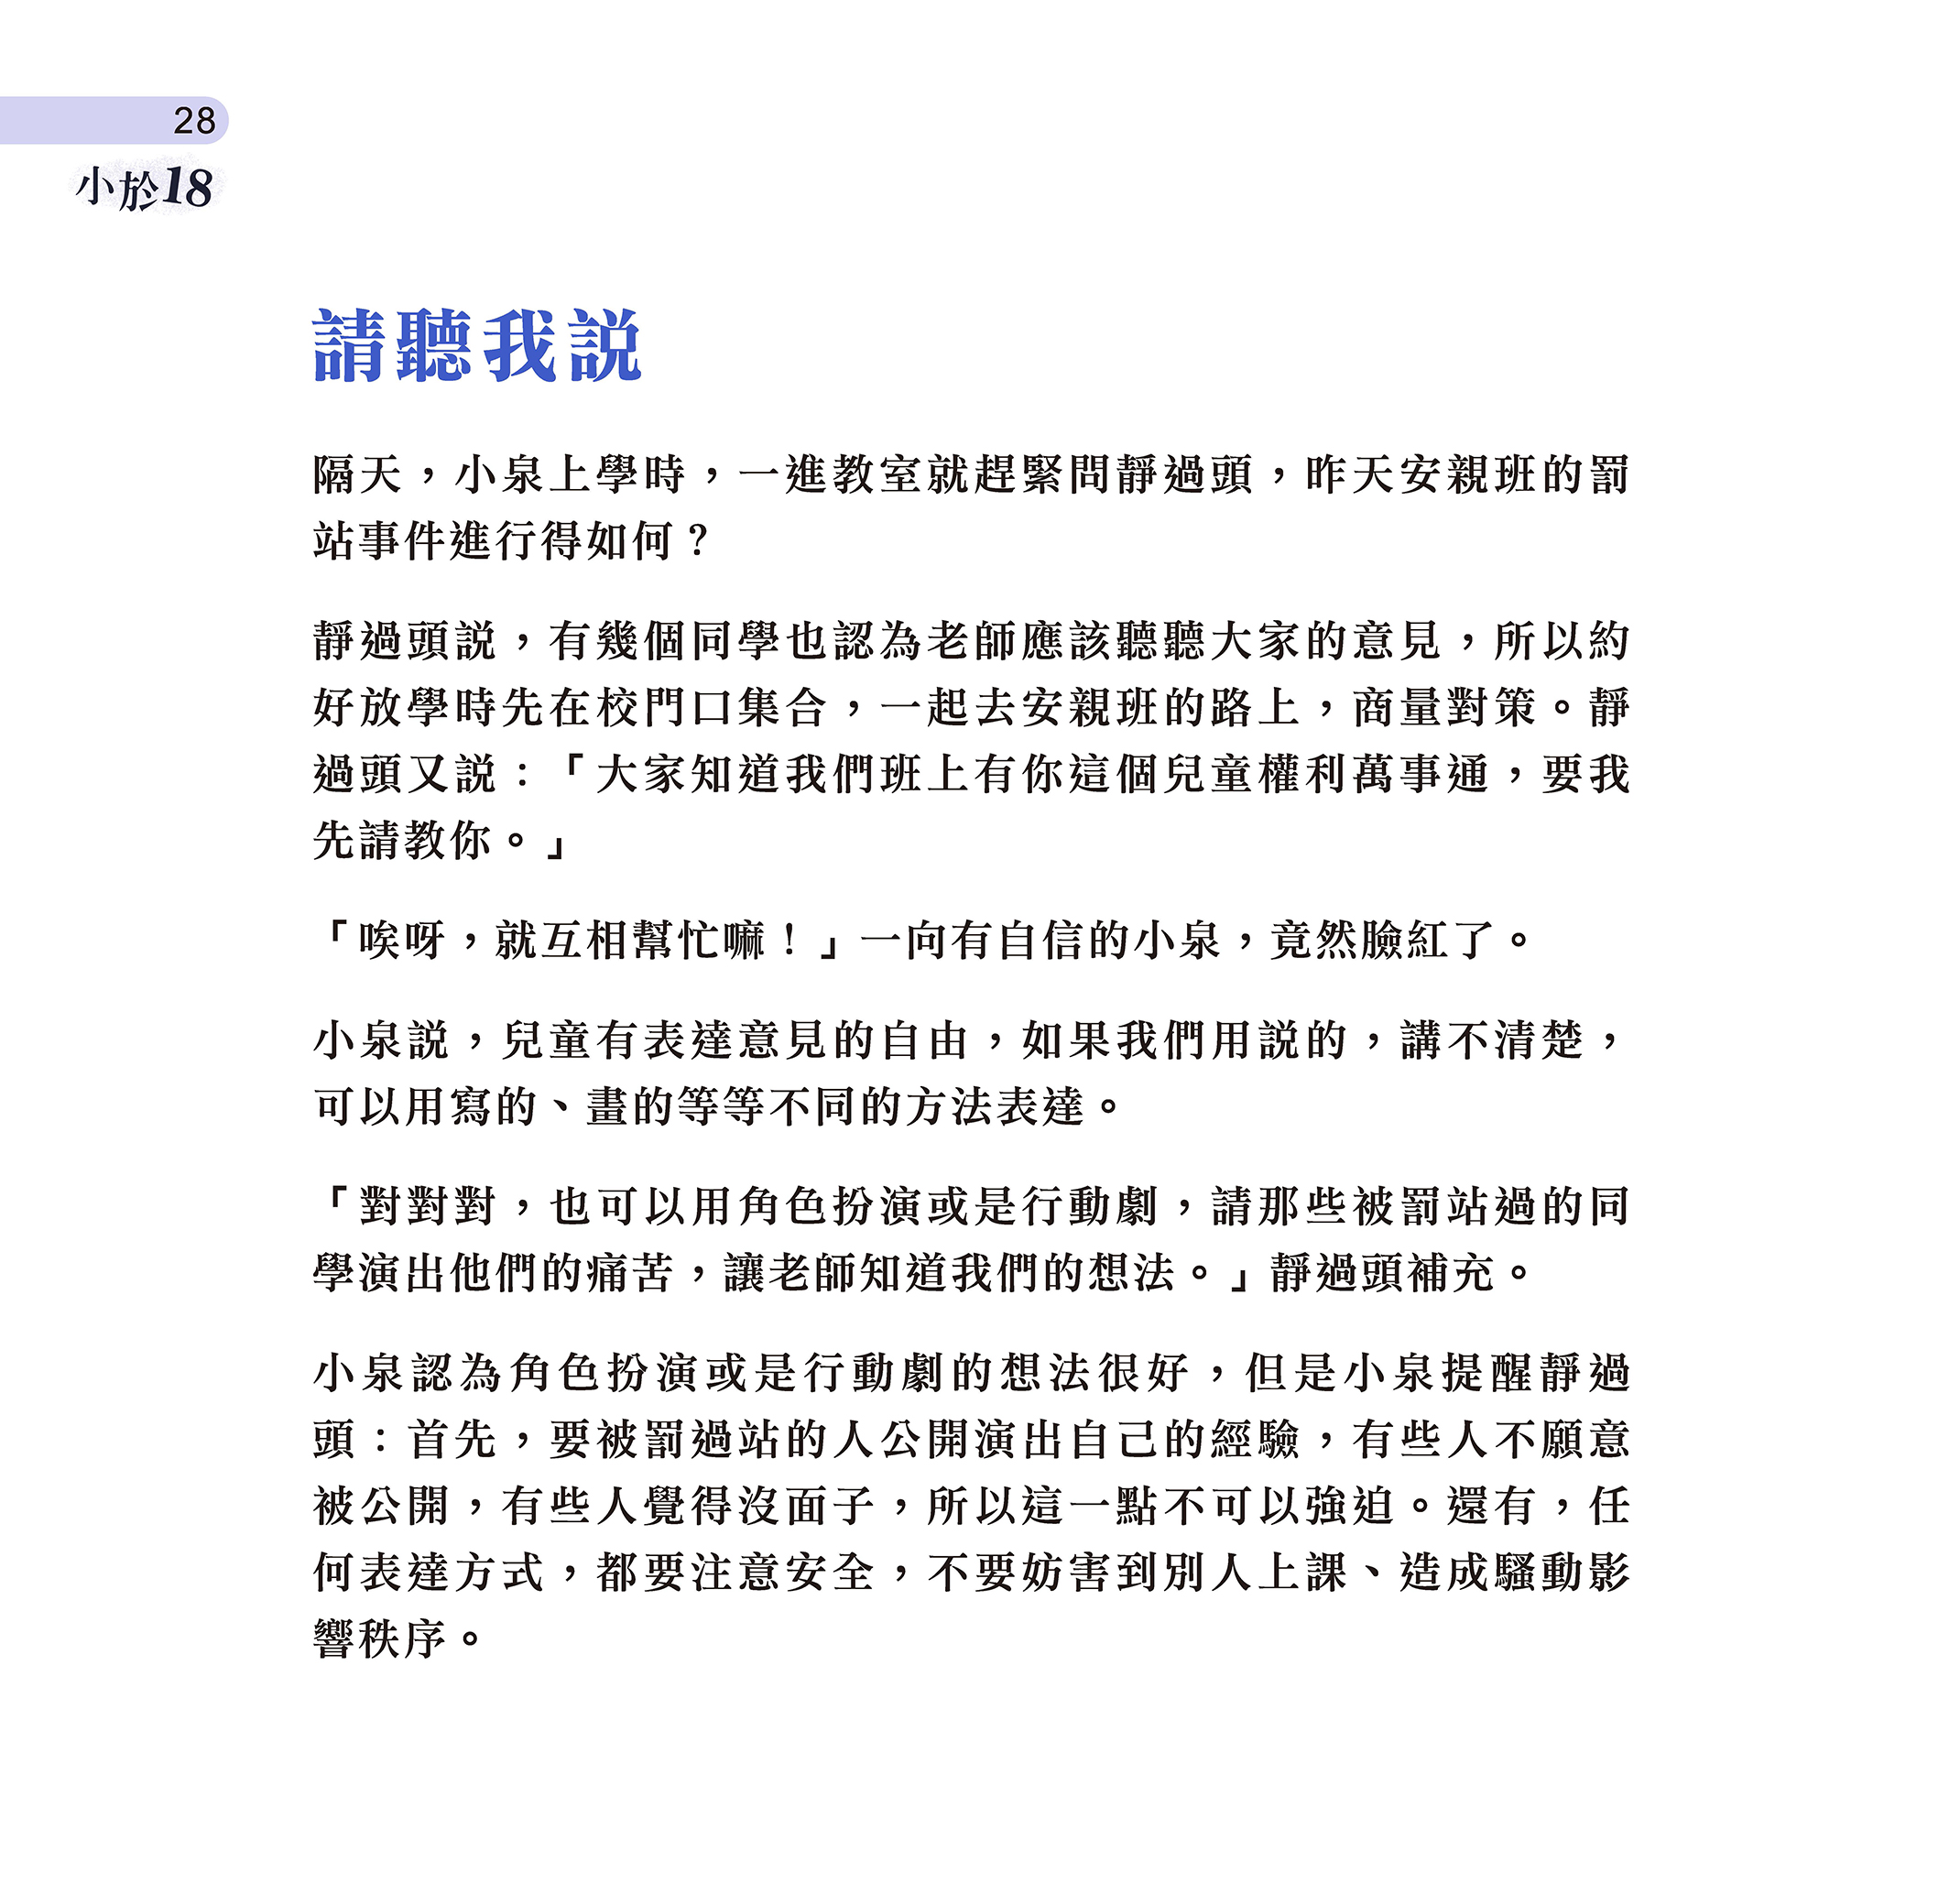 28
小於18
請聽我説
隔天，小泉上學時，一進教室就趕緊問靜過頭，昨天安親班的罰
站事件進行得如何？
靜過頭説，有幾個同學也認為老師應該聽聽大家的意見，所以約
好放學時先在校門口集合，一起去安親班的路上，商量對策。靜
過頭又説：「大家知道我們班上有你這個兒童權利萬事通，要我
先請教你。」
「唉呀，就互相幫忙嘛！」一向有自信的小泉，竟然臉紅了。
小泉説，兒童有表達意見的自由，如果我們用説的，講不清楚，
可以用寫的、畫的等等不同的方法表達。
「對對對，也可以用角色扮演或是行動劇，請那些被罰站過的同
學演出他們的痛苦，讓老師知道我們的想法。」靜過頭補充。
小泉認為角色扮演或是行動劇的想法很好，但是小泉提醒靜過
頭：首先，要被罰過站的人公開演出自己的經驗，有些人不願意
被公開，有些人覺得沒面子，所以這一點不可以強迫。還有，任
何表達方式，都要注意安全，不要妨害到別人上課、造成騷動影
響秩序。